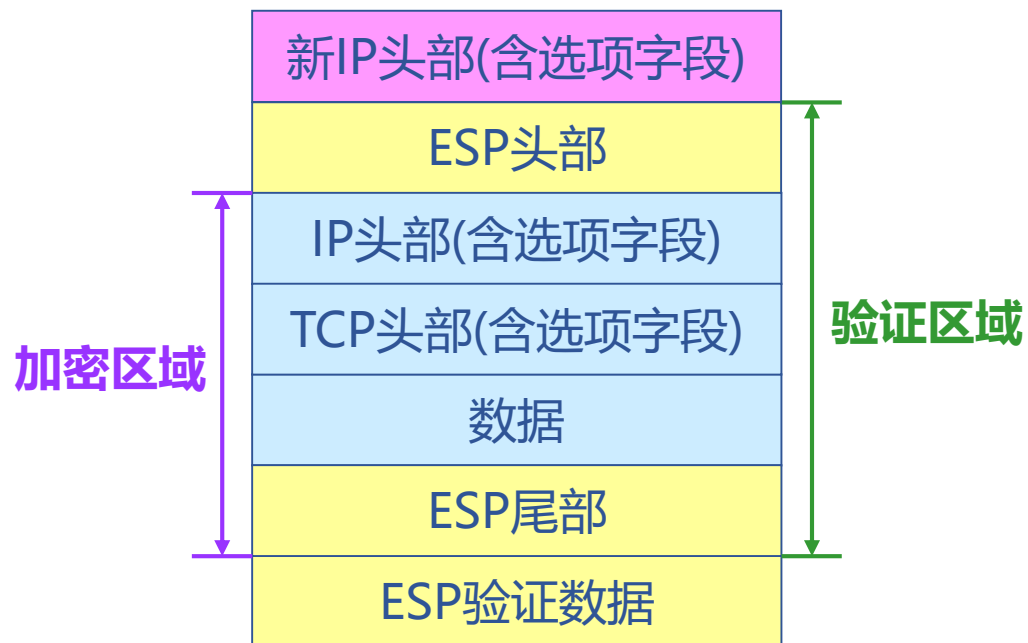 新IP头部(含选项字段)
ESP头部
IP头部(含选项字段)
TCP头部(含选项字段)
数据
ESP尾部
ESP验证数据
加密区域
验证区域